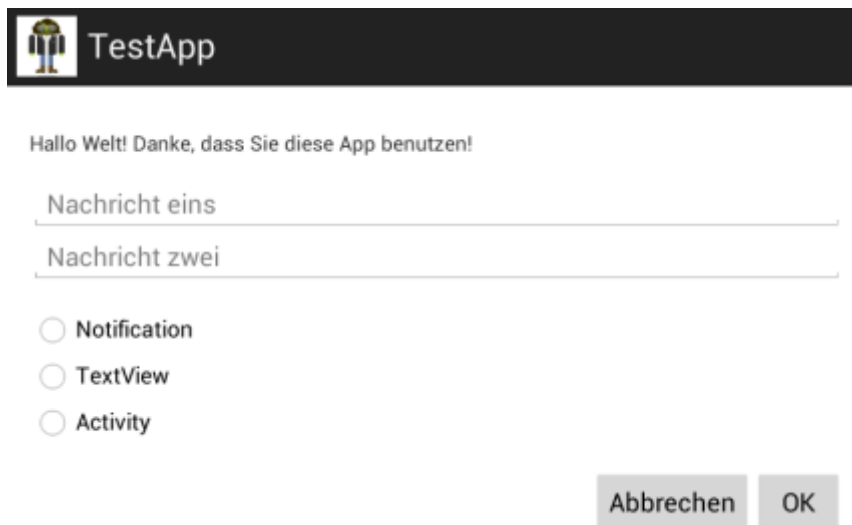 TestApp
Hallo Welt! Danke, dass Sie diese App benutzen!
Nachricht eins
Nachricht zwei
Notification
TextView
Activity
Abbrechen OK